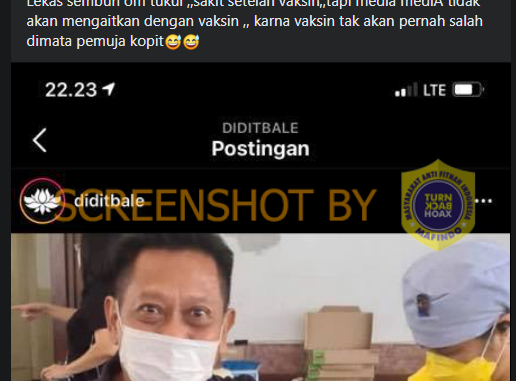 Lekas sembuh om tukul ,,sakit setelah vaksin,,tapi media mediA tidak
akan mengaitkan dengan vaksin ,, karna vaksin tak akan pernah salah
dimata pemuja kopit😅😅
22.23
LTE
DIDITBALE
Postingan
diditbale
SCREENSHOT BY
MASYARAKAT ANTI FITNAH INDONESIA
TURN
BACK
HOAX
MAFINDO